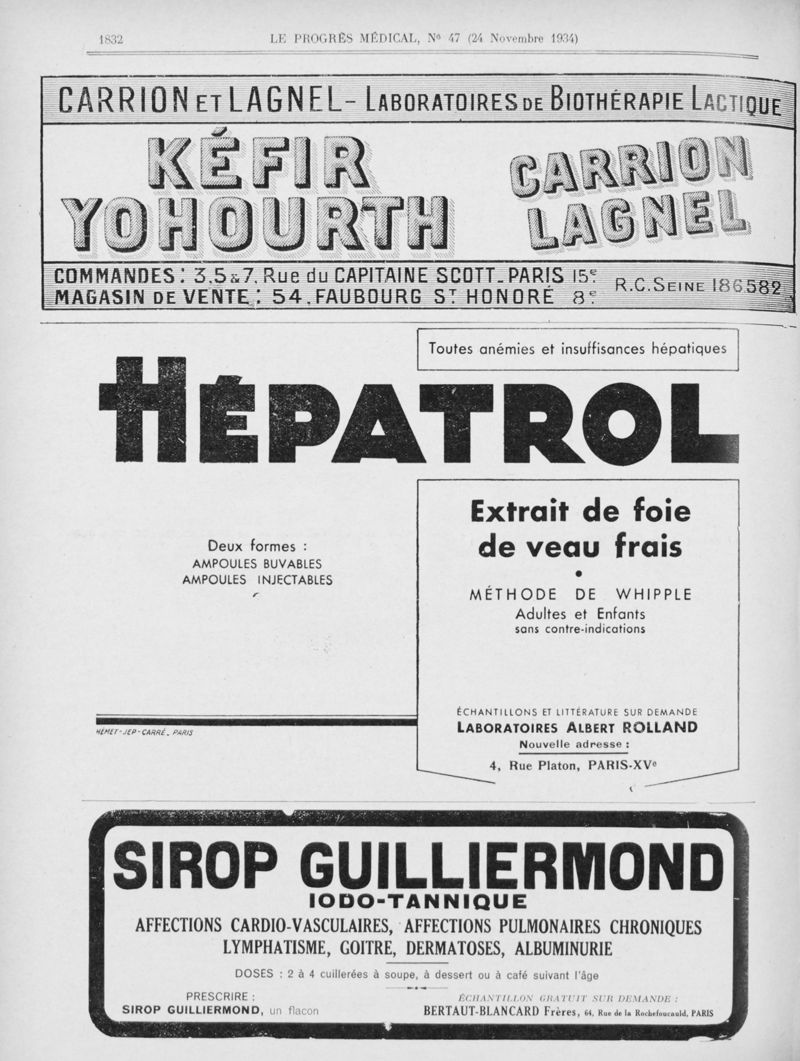 1832
LE PROGRÈS MÉDICAL, Nº 47 (24 Novembre 1934)
CARRION ET LAGNEL - LABORATOIRES DE BIOTHÉRAPIE LACTIQUE
KÉFIR
YOHOURTH
CARRION
LAGNEL
COMMANDES : 3,5 & 7, Rue du CAPITAINE SCOTT_PARIS 15e
MAGASIN DE VENTE : 54, FAUBOURG ST HONORÉ 8e
R.C. SEINE 186582
Toutes anémies et insuffisances hépatiques
HÉPATROL
Deux formes :
AMPOULES BUVABLES
AMPOULES INJECTABLES
Extrait de foie
de veau frais
•
MÉTHODE DE WHIPPLE
Adultes et Enfants
sans contre-indications
ÉCHANTILLONS ET LITTÉRATURE SUR DEMANDE
LABORATOIRES ALBERT ROLLAND
Nouvelle adresse :
4, Rue Platon, PARIS-XVe
HÉMET-JEP-CARRÉ_PARIS
SIROP GUILLIERMOND
IODO-TANNIQUE
AFFECTIONS CARDIO-VASCULAIRES, AFFECTIONS PULMONAIRES CHRONIQUES
LYMPHATISME, GOITRE, DERMATOSES, ALBUMINURIE
DOSES : 2 à 4 cuillerées à soupe, à dessert ou à café suivant l'âge
PRESCRIRE :
SIROP GUILLIERMOND, un flacon
ÉCHANTILLON GRATUIT SUR DEMANDE :
BERTAUT-BLANCARD Frères, 64, Rue de la Rochefoucauld, PARIS